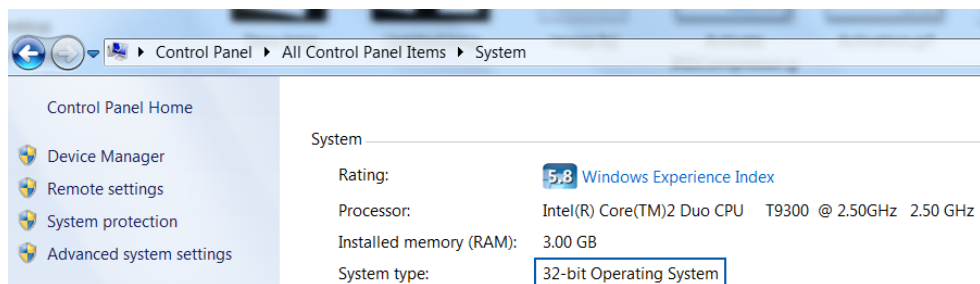 Control Panel ▸ All Control Panel Items ▸ System
Control Panel Home
Device Manager
Remote settings
System protection
Advanced system settings
System
Rating: 5.8 Windows Experience Index
Processor: Intel(R) Core(TM)2 Duo CPU T9300 @ 2.50GHz 2.50 GHz
Installed memory (RAM): 3.00 GB
System type: 32-bit Operating System